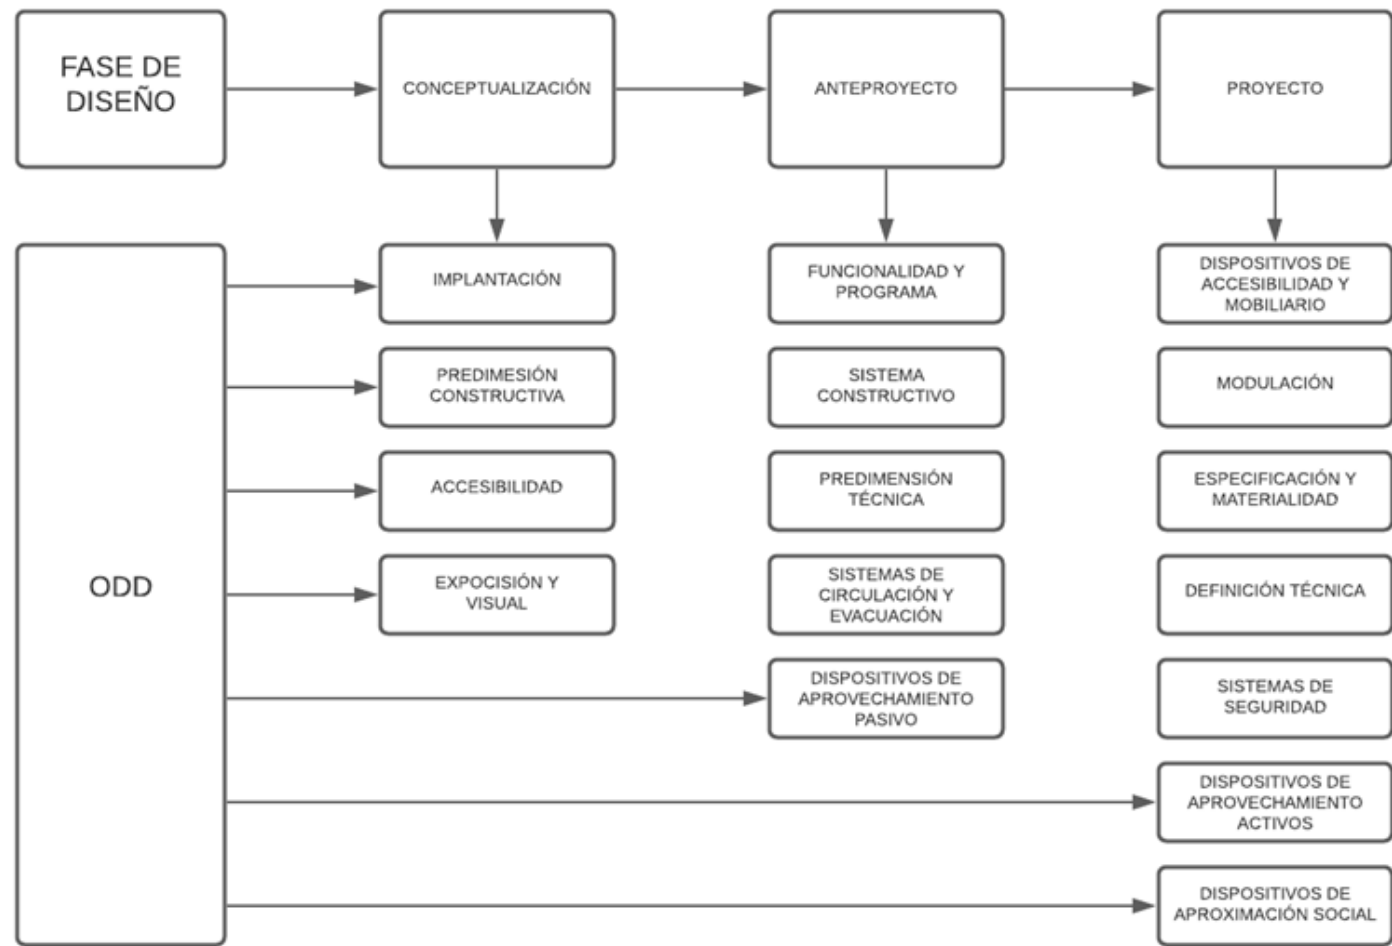 FASE DE
DISEÑO
CONCEPTUALIZACIÓN
ANTEPROYECTO
PROYECTO
ODD
IMPLANTACIÓN
FUNCIONALIDAD Y
PROGRAMA
DISPOSITIVOS DE
ACCESIBILIDAD Y
MOBILIARIO
PREDIMESIÓN
CONSTRUCTIVA
SISTEMA
CONSTRUCTIVO
MODULACIÓN
ACCESIBILIDAD
PREDIMENSIÓN
TÉCNICA
ESPECIFICACIÓN Y
MATERIALIDAD
EXPOCISIÓN Y
VISUAL
SISTEMAS DE
CIRCULACIÓN Y
EVACUACIÓN
DEFINICIÓN TÉCNICA
DISPOSITIVOS DE
APROVECHAMIENTO
PASIVO
SISTEMAS DE
SEGURIDAD
DISPOSITIVOS DE
APROVECHAMIENTO
ACTIVOS
DISPOSITIVOS DE
APROXIMACIÓN SOCIAL